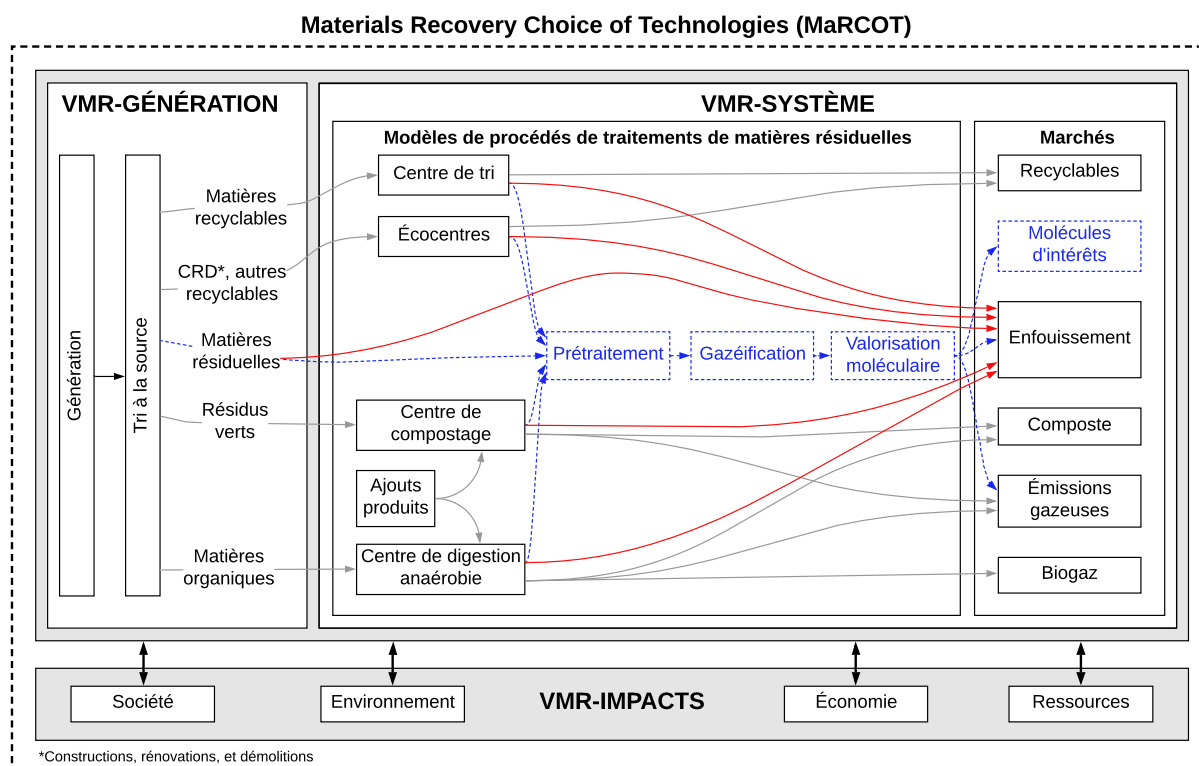 Materials Recovery Choice of Technologies (MaRCOT)
VMR-GÉNÉRATION
Génération
Tri à la source
Matières
recyclables
CRD*, autres
recyclables
Matières
résiduelles
Résidus
verts
Matières
organiques
VMR-SYSTÈME
Modèles de procédés de traitements de matières résiduelles
Centre de tri
Écocentres
Prétraitement
Gazéification
Valorisation
moléculaire
Centre de
compostage
Ajouts
produits
Centre de digestion
anaérobie
Marchés
Recyclables
Molécules
d'intérêts
Enfouissement
Composte
Émissions
gazeuses
Biogaz
Société
Environnement
VMR-IMPACTS
Économie
Ressources
*Constructions, rénovations, et démolitions